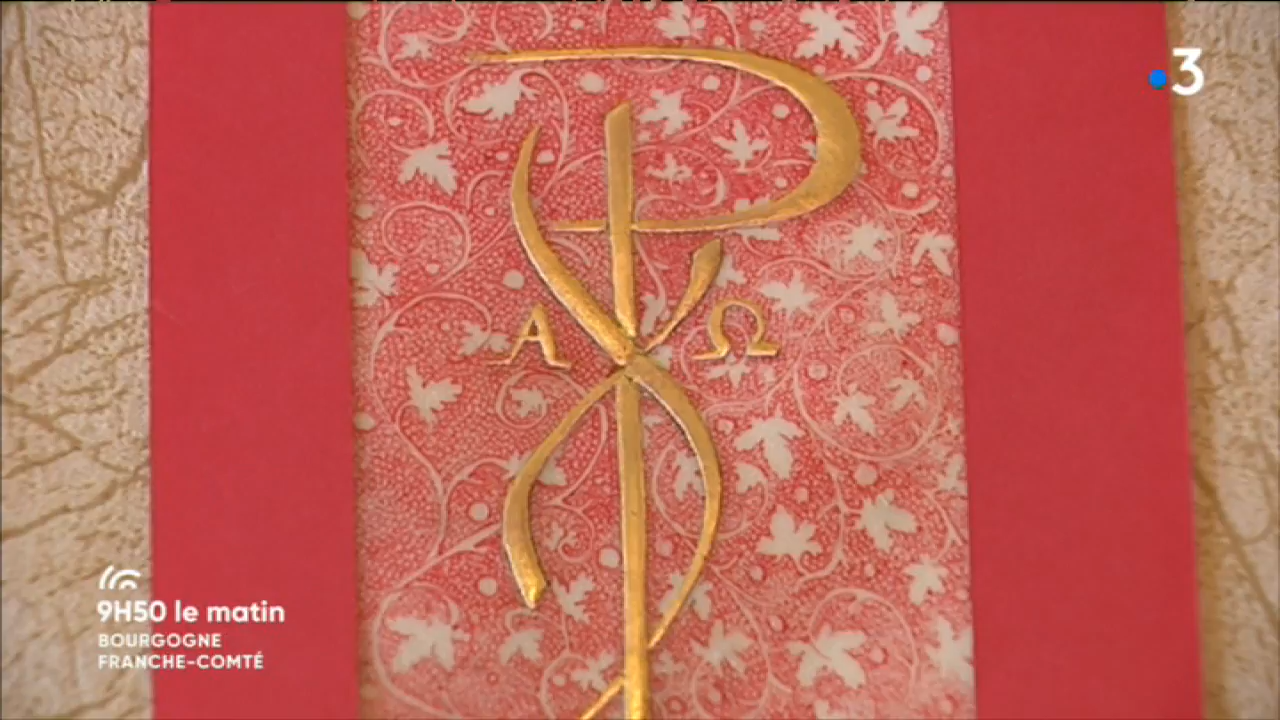 3
Α Ω
9H50 le matin
BOURGOGNE
FRANCHE-COMTÉ